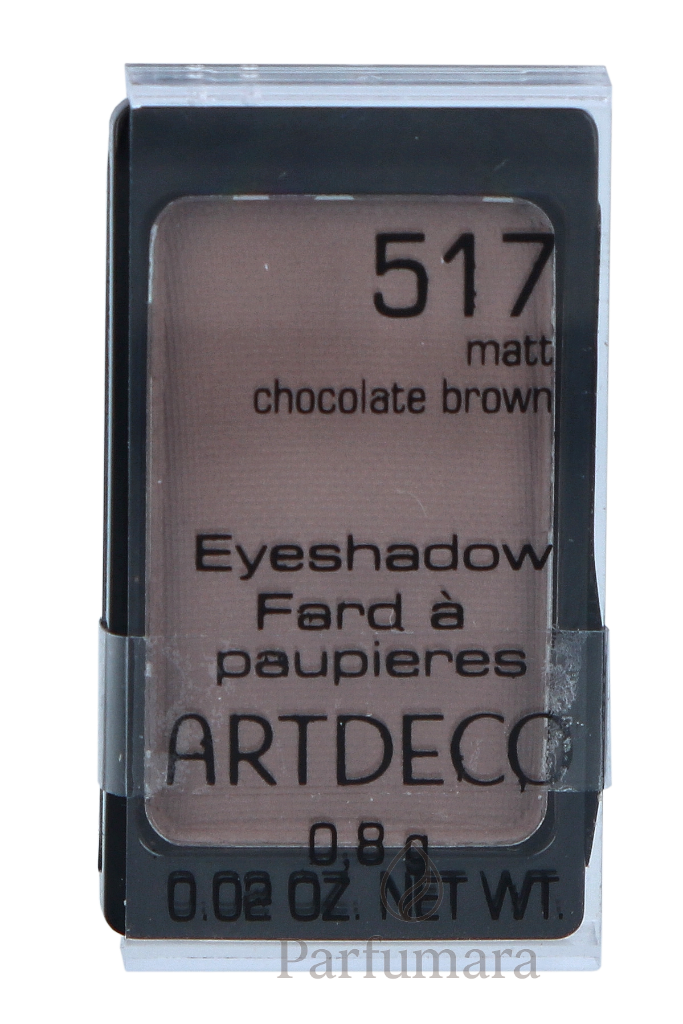 517
matt
chocolate brown
Eyeshadow
Fard à
paupieres
ARTDECO
0,8 g
0.02 OZ. NET WT.
Parfumara